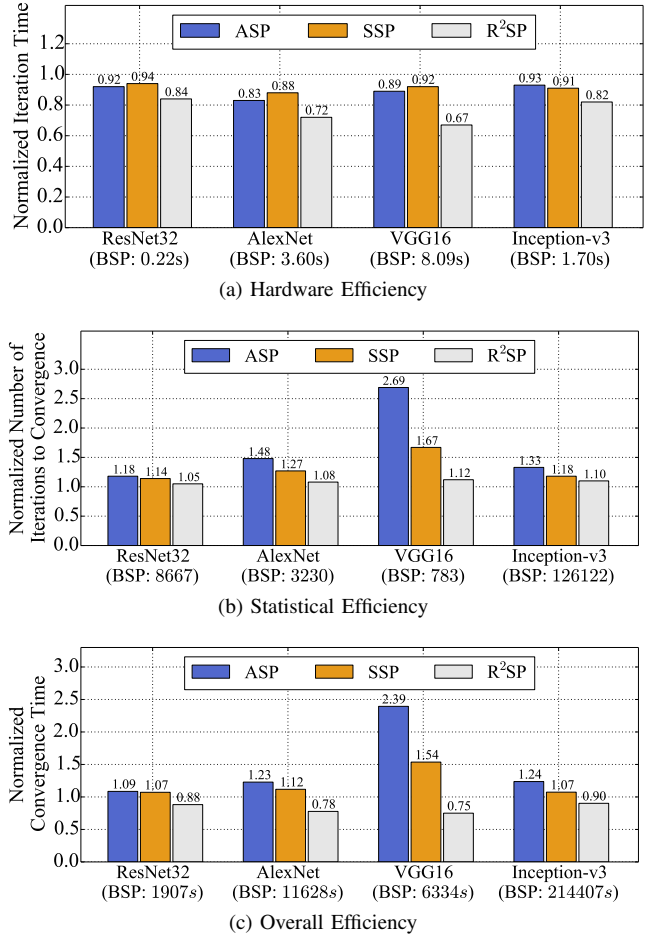 Normalized Iteration Time
ASP SSP R²SP
1.2
1.0
0.8
0.6
0.4
0.2
0.0
0.92 0.94 0.84 0.83 0.88 0.72 0.89 0.92 0.67 0.93 0.91 0.82
ResNet32 AlexNet VGG16 Inception-v3
(BSP: 0.22s) (BSP: 3.60s) (BSP: 8.09s) (BSP: 1.70s)
(a) Hardware Efficiency
Normalized Number of
Iterations to Convergence
ASP SSP R²SP
3.0
2.5
2.0
1.5
1.0
0.5
0.0
1.18 1.14 1.05 1.48 1.27 1.08 2.69 1.67 1.12 1.33 1.18 1.10
ResNet32 AlexNet VGG16 Inception-v3
(BSP: 8667) (BSP: 3230) (BSP: 783) (BSP: 126122)
(b) Statistical Efficiency
Normalized
Convergence Time
ASP SSP R²SP
3.0
2.5
2.0
1.5
1.0
0.5
0.0
1.09 1.07 0.88 1.23 1.12 0.78 2.39 1.54 0.75 1.24 1.07 0.90
ResNet32 AlexNet VGG16 Inception-v3
(BSP: 1907s) (BSP: 11628s) (BSP: 6334s) (BSP: 214407s)
(c) Overall Efficiency